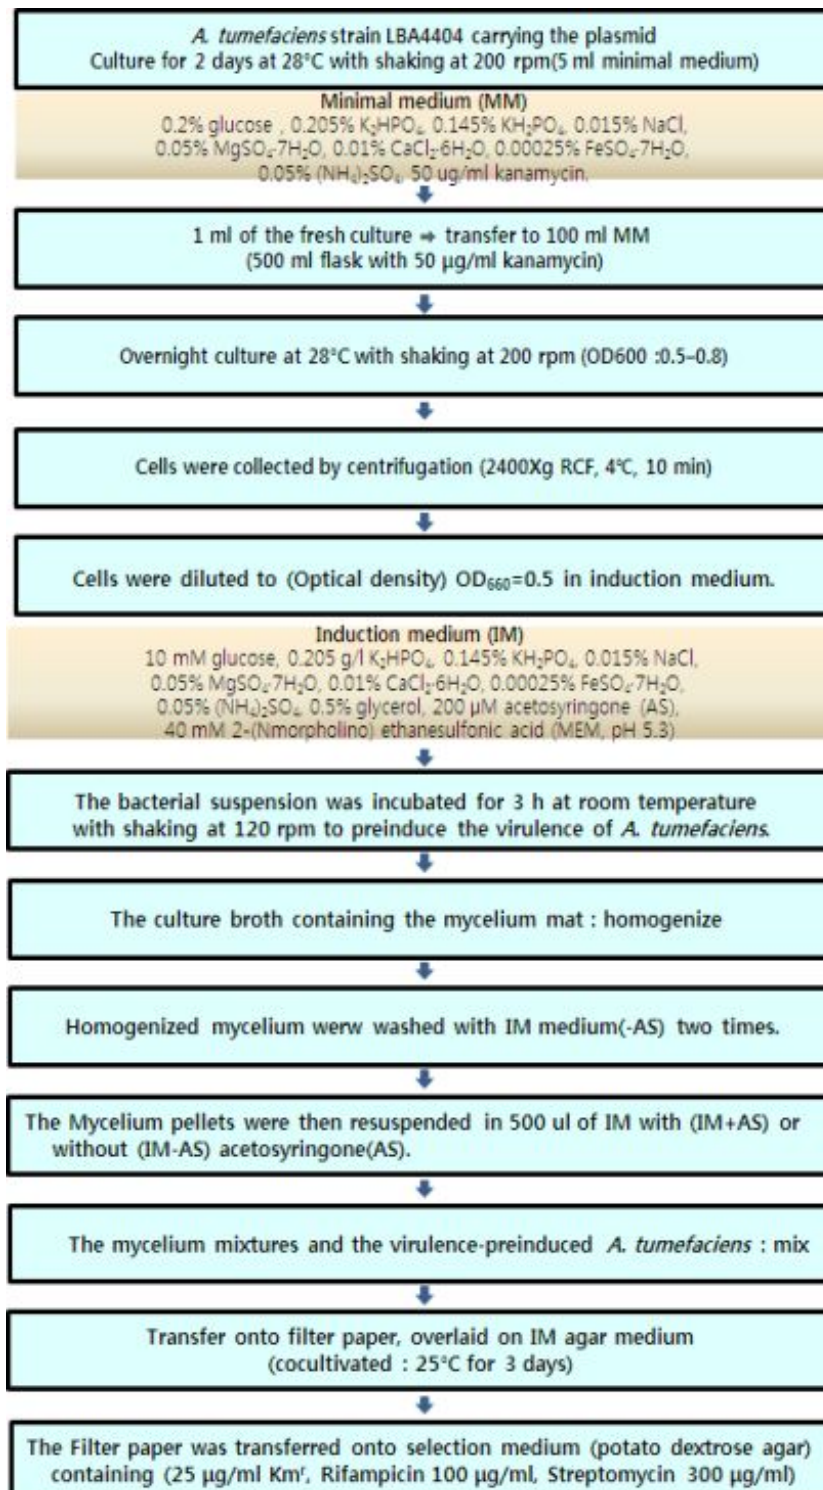 A. tumefaciens strain LBA4404 carrying the plasmid
Culture for 2 days at 28°C with shaking at 200 rpm(5 ml minimal medium)
Minimal medium (MM)
0.2% glucose , 0.205% K₂HPO₄, 0.145% KH₂PO₄, 0.015% NaCl,
0.05% MgSO₄·7H₂O, 0.01% CaCl₂·6H₂O, 0.00025% FeSO₄·7H₂O,
0.05% (NH₄)₂SO₄, 50 ug/ml kanamycin.
1 ml of the fresh culture ➡ transfer to 100 ml MM
(500 ml flask with 50 μg/ml kanamycin)
Overnight culture at 28°C with shaking at 200 rpm (OD600 :0.5–0.8)
Cells were collected by centrifugation (2400Xg RCF, 4℃, 10 min)
Cells were diluted to (Optical density) OD₆₆₀=0.5 in induction medium.
Induction medium (IM)
10 mM glucose, 0.205 g/l K₂HPO₄, 0.145% KH₂PO₄, 0.015% NaCl,
0.05% MgSO₄·7H₂O, 0.01% CaCl₂·6H₂O, 0.00025% FeSO₄·7H₂O,
0.05% (NH₄)₂SO₄, 0.5% glycerol, 200 μM acetosyringone (AS),
40 mM 2-(Nmorpholino) ethanesulfonic acid (MEM, pH 5.3)
The bacterial suspension was incubated for 3 h at room temperature
with shaking at 120 rpm to preinduce the virulence of A. tumefaciens.
The culture broth containing the mycelium mat : homogenize
Homogenized mycelium werw washed with IM medium(-AS) two times.
The Mycelium pellets were then resuspended in 500 ul of IM with (IM+AS) or
without (IM-AS) acetosyringone(AS).
The mycelium mixtures and the virulence-preinduced A. tumefaciens : mix
Transfer onto filter paper, overlaid on IM agar medium
(cocultivated : 25°C for 3 days)
The Filter paper was transferred onto selection medium (potato dextrose agar)
containing (25 μg/ml Kmʳ, Rifampicin 100 μg/ml, Streptomycin 300 μg/ml)